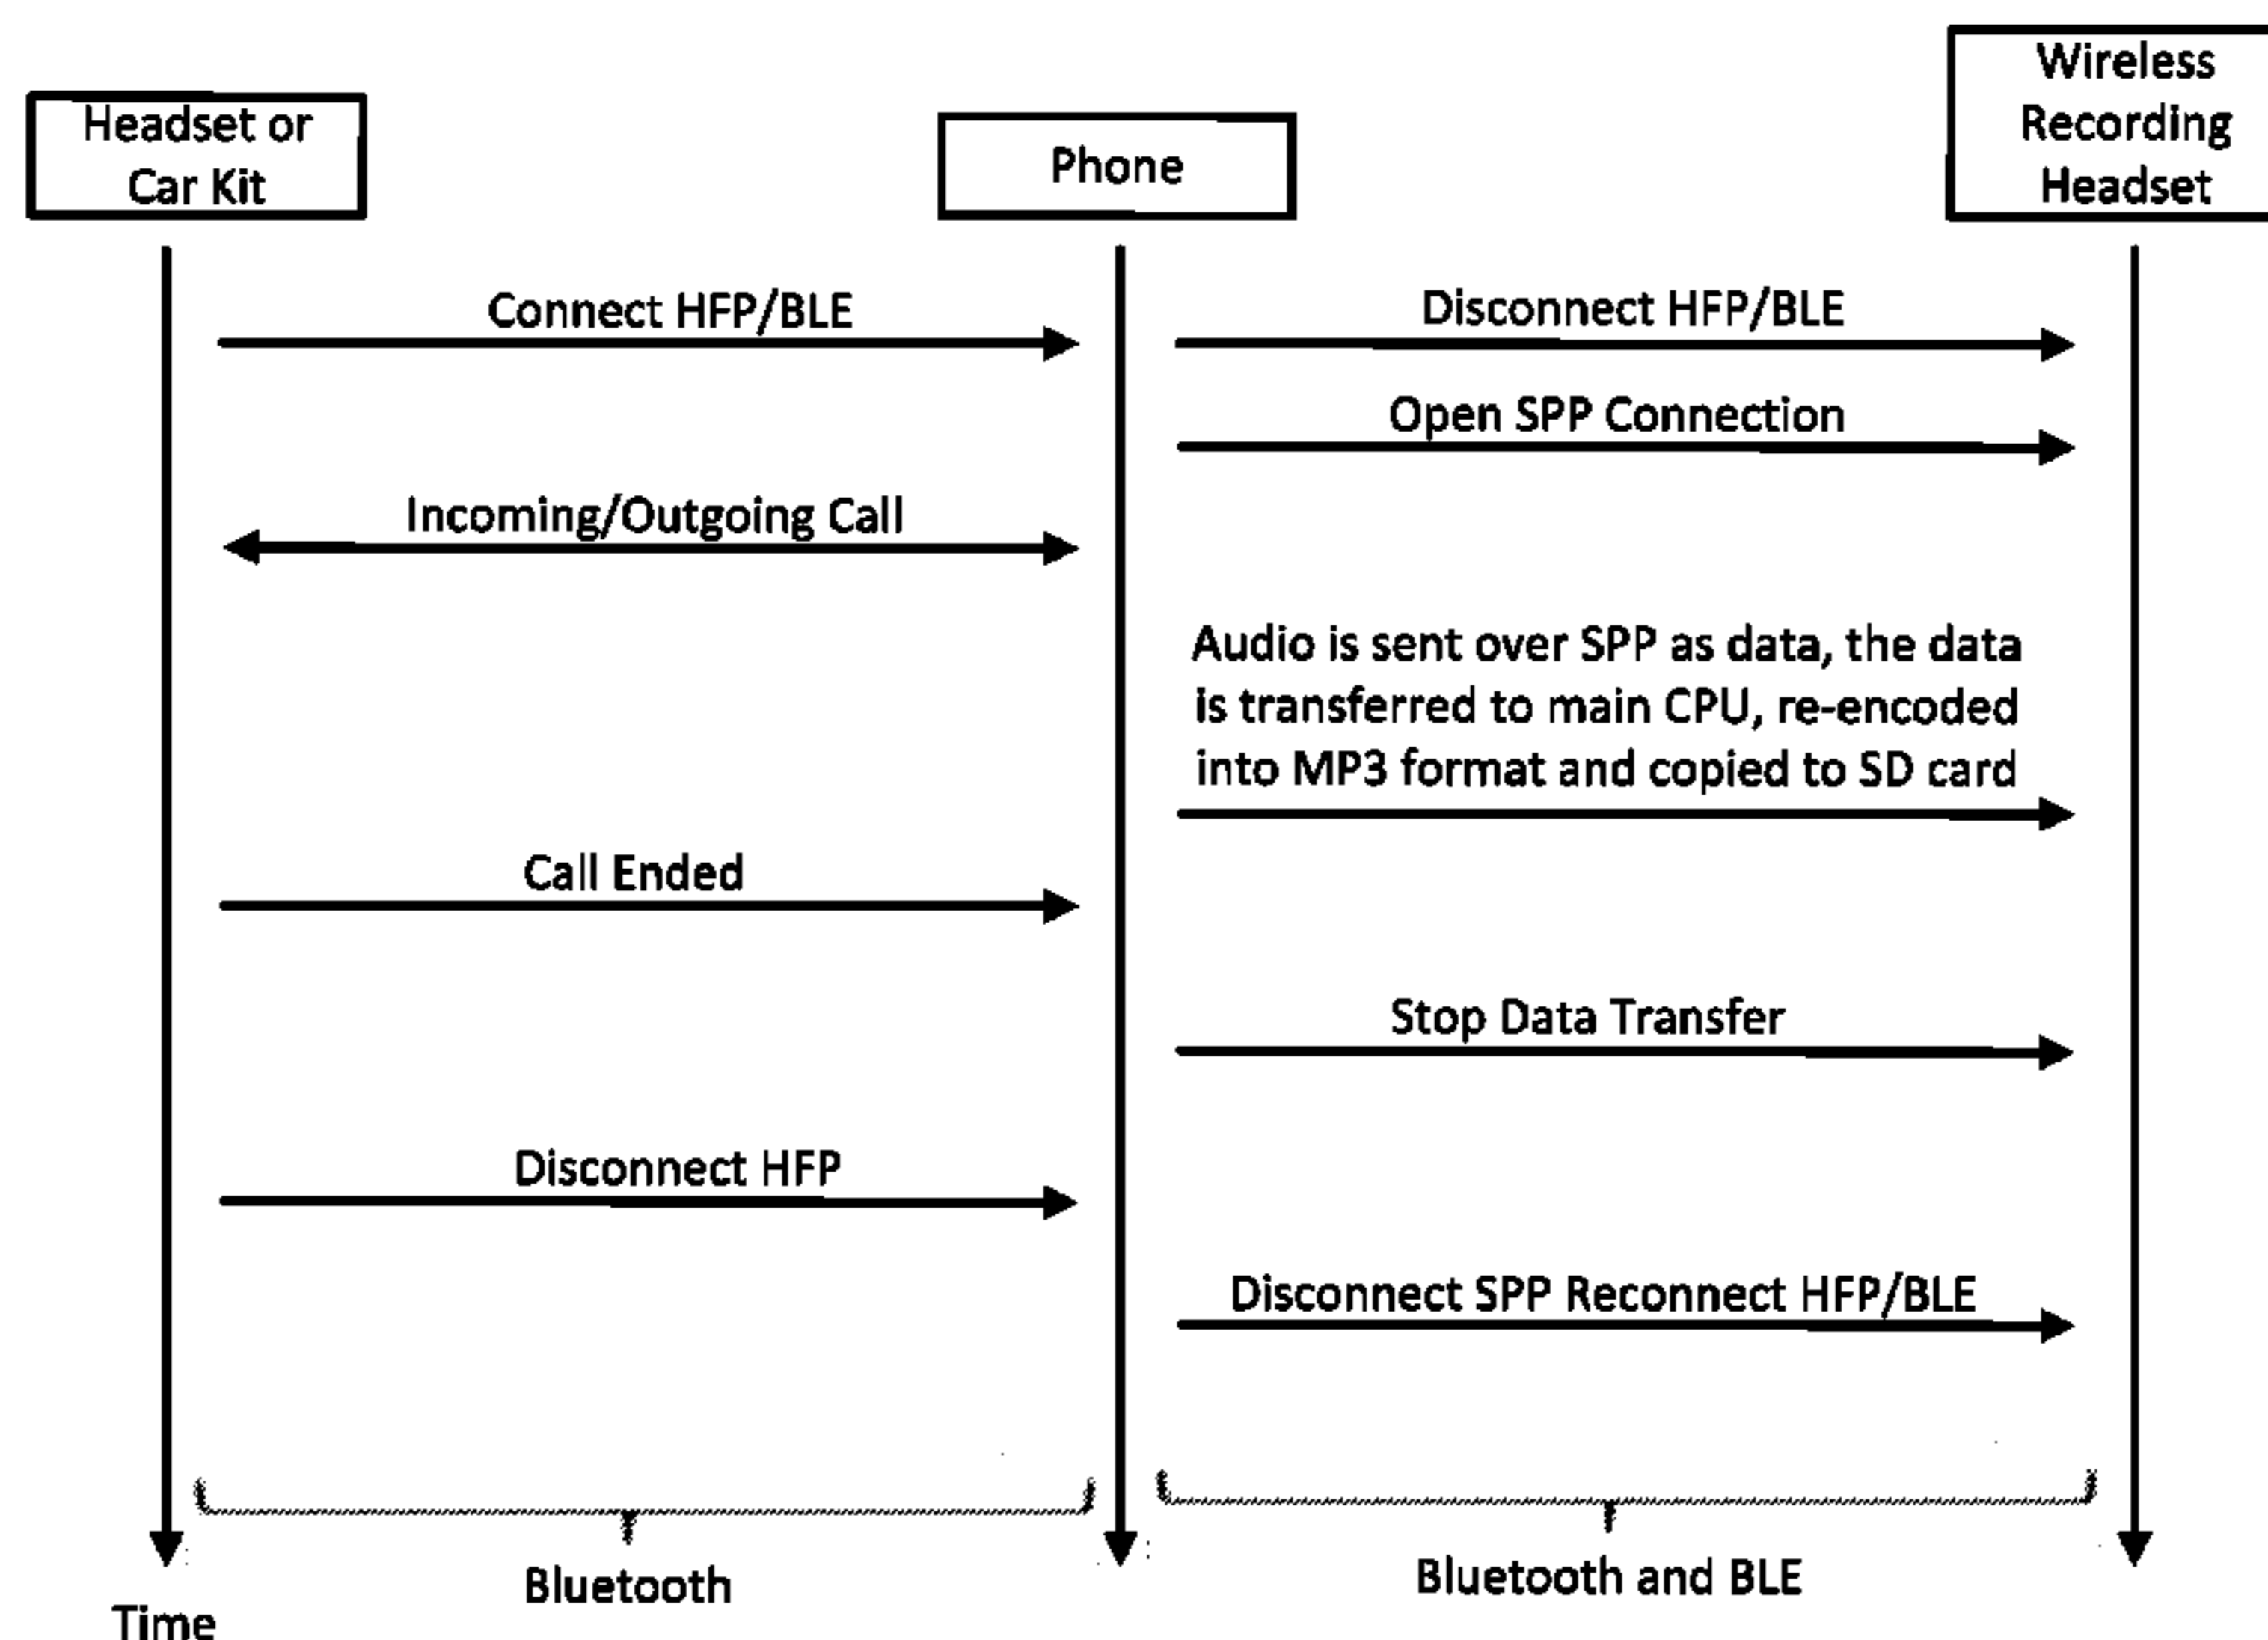 Headset or
Car Kit
Phone
Wireless
Recording
Headset
Connect HFP/BLE
Disconnect HFP/BLE
Open SPP Connection
Incoming/Outgoing Call
Audio is sent over SPP as data, the data
is transferred to main CPU, re-encoded
into MP3 format and copied to SD card
Call Ended
Stop Data Transfer
Disconnect HFP
Disconnect SPP Reconnect HFP/BLE
Bluetooth
Bluetooth and BLE
Time